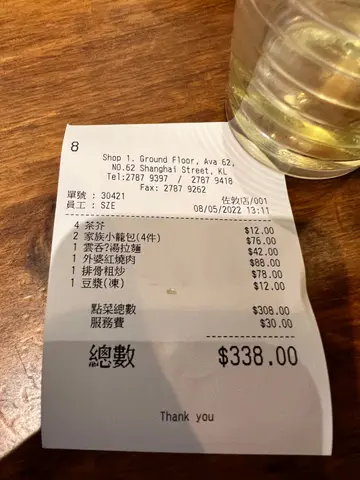 8
Shop 1. Ground Floor, Ava 62,
NO.62 Shanghai Street, KL
Tel:2787 9397 / 2787 9418
Fax: 2787 9262
單號 : 30421 佐敦店/001
員工 : SZE 08/05/2022 13:11
4 茶芥 $12.00
2 家族小籠包(4件) $76.00
1 雲吞?湯拉麵 $42.00
1 外婆紅燒肉 $88.00
1 排骨粗炒 $78.00
1 豆漿(凍) $12.00
點菜總數 $308.00
服務費 $30.00
總數 $338.00
Thank you